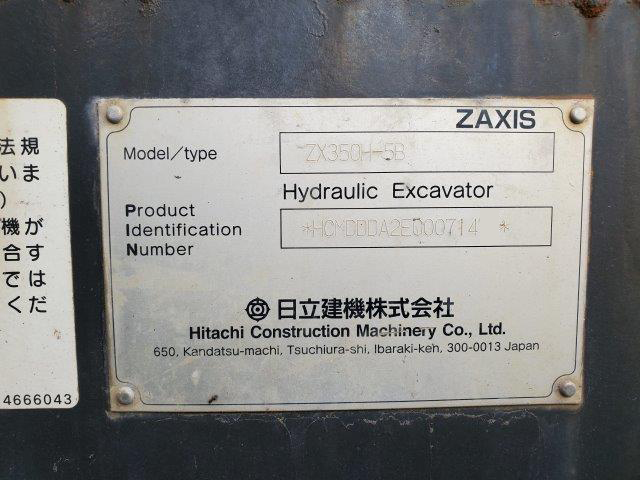 法規
いま
)
機が
合す
では
くだ
4666043
ZAXIS
Model/type ZX350H-5B
Hydraulic Excavator
Product
Identification
Number
*HCMDDDA2E000714 *
日立建機株式会社
Hitachi Construction Machinery Co., Ltd.
650, Kandatsu-machi, Tsuchiura-shi, Ibaraki-ken, 300-0013 Japan